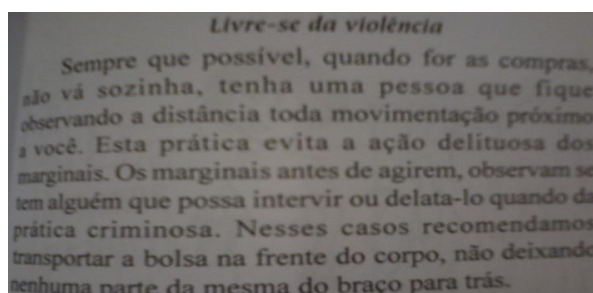 Livre-se da violência
Sempre que possível, quando for as compras,
não vá sozinha, tenha uma pessoa que fique
observando a distância toda movimentação próximo
a você. Esta prática evita a ação delituosa dos
marginais. Os marginais antes de agirem, observam se
tem alguém que possa intervir ou delata-lo quando da
prática criminosa. Nesses casos recomendamos
transportar a bolsa na frente do corpo, não deixando
nenhuma parte da mesma do braço para trás.